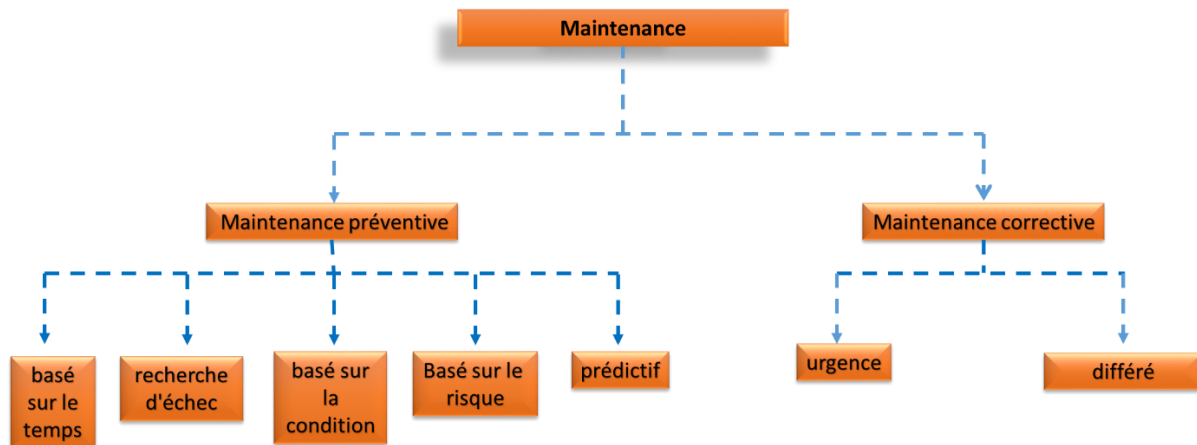 Maintenance
Maintenance préventive
Maintenance corrective
basé
sur le
temps
recherche
d'échec
basé sur
la
condition
Basé sur le
risque
prédictif
urgence
différé